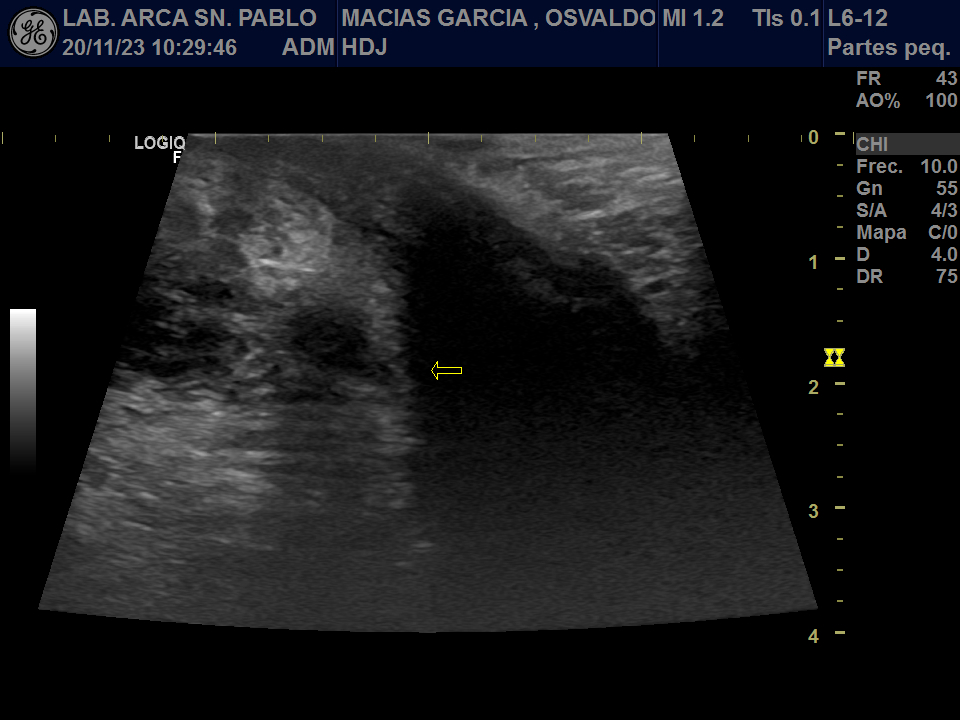 LAB. ARCA SN. PABLO MACIAS GARCIA , OSVALDO MI 1.2 TIs 0.1 L6-12
20/11/23 10:29:46 ADM HDJ Partes peq.
FR 43
AO% 100
LOGIQ
F
CHI
Frec. 10.0
Gn 55
S/A 4/3
Mapa C/0
D 4.0
DR 75
0
1
2
3
4